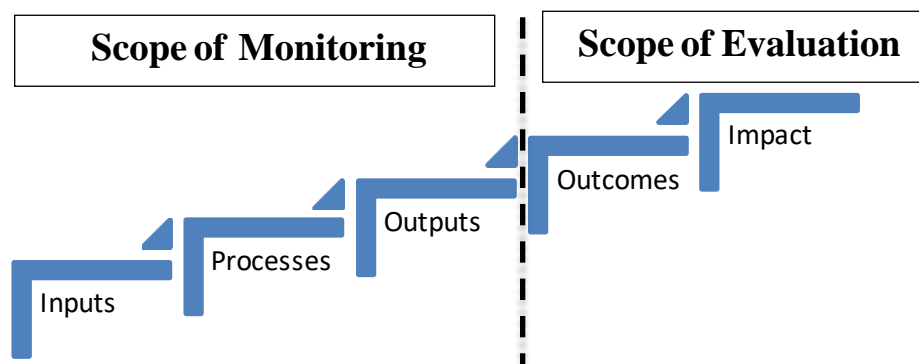 Scope of Monitoring
Scope of Evaluation
Impact
Outcomes
Outputs
Processes
Inputs